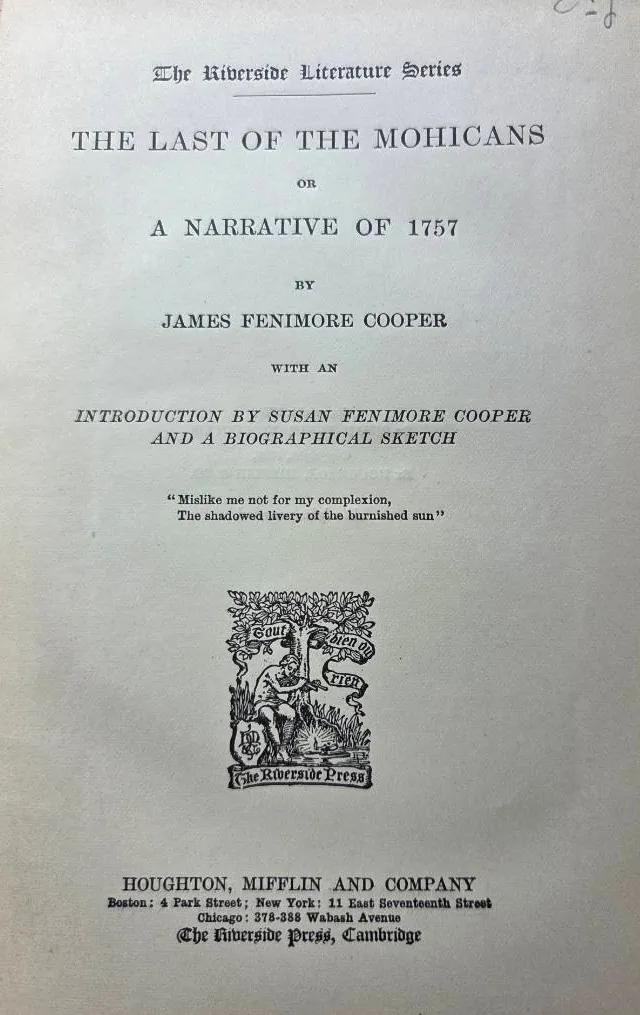 The Riverside Literature Series
THE LAST OF THE MOHICANS
OR
A NARRATIVE OF 1757
BY
JAMES FENIMORE COOPER
WITH AN
INTRODUCTION BY SUSAN FENIMORE COOPER
AND A BIOGRAPHICAL SKETCH
"Mislike me not for my complexion,
The shadowed livery of the burnished sun"
Tout bien ou
rien
The Riverside Press
HOUGHTON, MIFFLIN AND COMPANY
Boston: 4 Park Street; New York: 11 East Seventeenth Street
Chicago: 378-388 Wabash Avenue
The Riverside Press, Cambridge